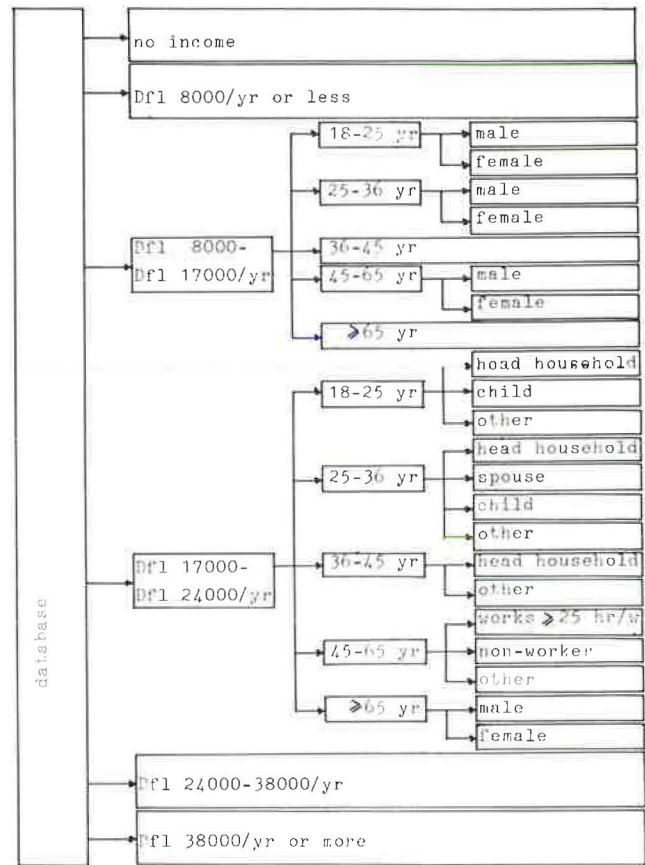 database
no income
Dfl 8000/yr or less
Dfl 8000-
Dfl 17000/yr
18-25 yr
male
female
25-36 yr
male
female
36-45 yr
45-65 yr
male
female
≥65 yr
Dfl 17000-
Dfl 24000/yr
18-25 yr
head household
child
other
25-36 yr
head household
spouse
child
other
36-45 yr
head household
other
45-65 yr
works ≥ 25 hr/w
non-worker
other
≥65 yr
male
female
Dfl 24000-38000/yr
Dfl 38000/yr or more